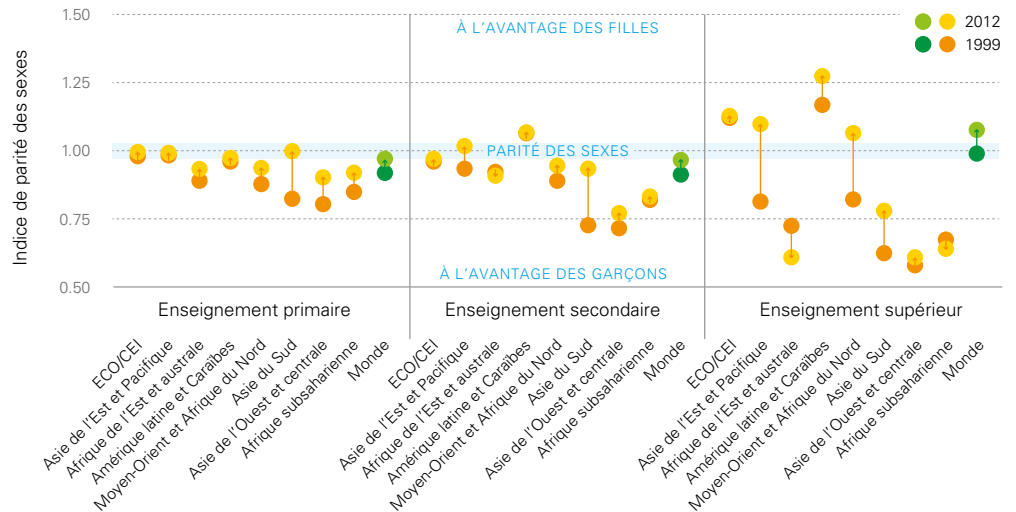 Indice de parité des sexes
1.50
1.25
1.00
0.75
0.50
À L'AVANTAGE DES FILLES
PARITÉ DES SEXES
À L'AVANTAGE DES GARÇONS
2012
1999
Enseignement primaire
ECO/CEI
Asie de l'Est et Pacifique
Afrique de l'Est et australe
Amérique latine et Caraïbes
Moyen-Orient et Afrique du Nord
Asie du Sud
Asie de l'Ouest et centrale
Afrique subsaharienne
Monde
Enseignement secondaire
ECO/CEI
Asie de l'Est et Pacifique
Afrique de l'Est et australe
Amérique latine et Caraïbes
Moyen-Orient et Afrique du Nord
Asie du Sud
Asie de l'Ouest et centrale
Afrique subsaharienne
Monde
Enseignement supérieur
ECO/CEI
Asie de l'Est et Pacifique
Afrique de l'Est et australe
Amérique latine et Caraïbes
Moyen-Orient et Afrique du Nord
Asie du Sud
Asie de l'Ouest et centrale
Afrique subsaharienne
Monde